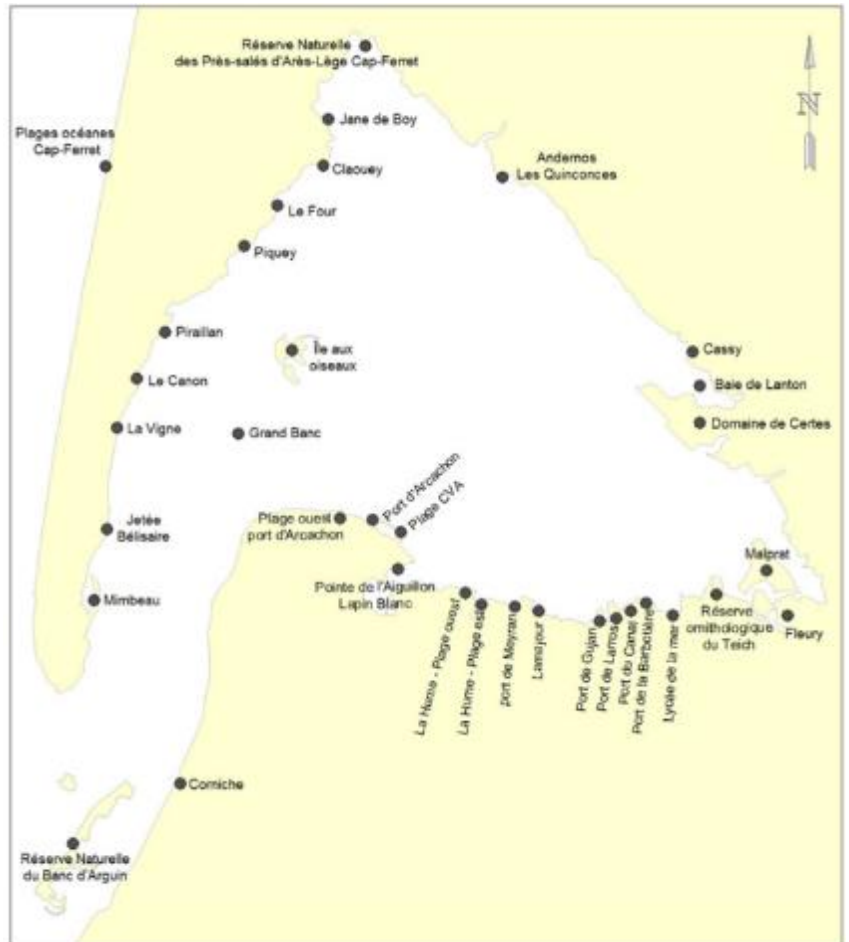 Réserve Naturelle
des Près-salés d'Arès-Lège Cap-Ferret
N
Jane de Boy
Plages océanes
Cap-Ferret
Claouey
Andernos
Les Quinconces
Le Four
Piquey
Piraillan
Île aux
oiseaux
Cassy
Le Canon
Baie de Lanton
La Vigne
Grand Banc
Domaine de Certes
Port d'Arcachon
Plage CVA
Plage ouest
port d'Arcachon
Jetée
Bélisaire
Malprat
Pointe de l'Aiguillon
Lapin Blanc
Mimbeau
La Hume - Plage ouest
La Hume - Plage est
port de Meyran
Lamajour
Port de Gujan
Port de Larros
Port du Canal
Port de la Barbotière
Lycée de la mer
Réserve
ornithologique
du Teich
Fleury
Corniche
Réserve Naturelle
du Banc d'Arguin